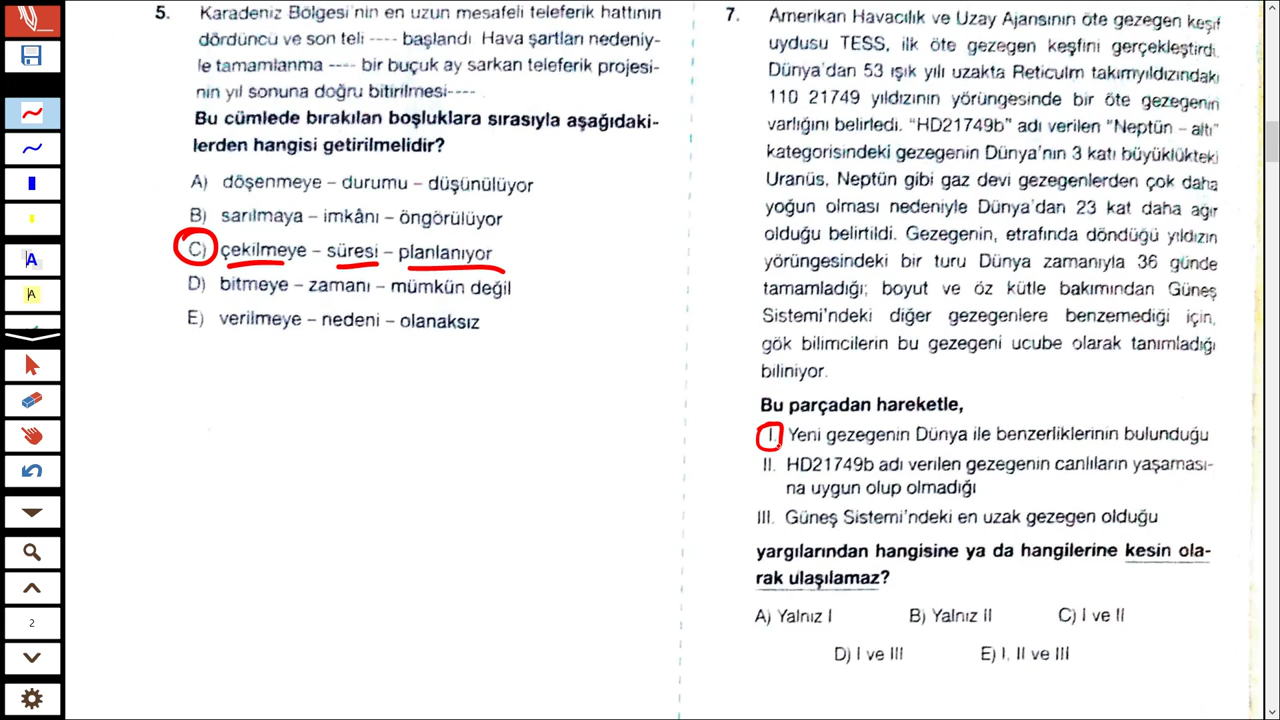 5. Karadeniz Bölgesi'nin en uzun mesafeli teleferik hattının
dördüncü ve son teli ---- başlandı Hava şartları nedeniy-
le tamamlanma ---- bir buçuk ay sarkan teleferik projesi-
nin yıl sonuna doğru bitirilmesi----
Bu cümlede bırakılan boşluklara sırasıyla aşağıdaki-
lerden hangisi getirilmelidir?
A) döşenmeye – durumu – düşünülüyor
B) sarılmaya – imkânı – öngörülüyor
C) çekilmeye – süresi – planlanıyor
D) bitmeye – zamanı – mümkün değil
E) verilmeye – nedeni – olanaksız
7. Amerikan Havacılık ve Uzay Ajansının öte gezegen keşif
uydusu TESS, ilk öte gezegen keşfini gerçekleştirdi.
Dünya'dan 53 ışık yılı uzakta Reticulm takımyıldızındaki
110 21749 yıldızının yörüngesinde bir öte gezegenin
varlığını belirledi. “HD21749b” adı verilen “Neptün – altı”
kategorisindeki gezegenin Dünya'nın 3 katı büyüklükteki
Uranüs, Neptün gibi gaz devi gezegenlerden çok daha
yoğun olması nedeniyle Dünya'dan 23 kat daha ağır
olduğu belirtildi. Gezegenin, etrafında döndüğü yıldızın
yörüngesindeki bir turu Dünya zamanıyla 36 günde
tamamladığı; boyut ve öz kütle bakımından Güneş
Sistemi'ndeki diğer gezegenlere benzemediği için,
gök bilimcilerin bu gezegeni ucube olarak tanımladığı
biliniyor.
Bu parçadan hareketle,
I. Yeni gezegenin Dünya ile benzerliklerinin bulunduğu
II. HD21749b adı verilen gezegenin canlıların yaşaması-
na uygun olup olmadığı
III. Güneş Sistemi'ndeki en uzak gezegen olduğu
yargılarından hangisine ya da hangilerine kesin ola-
rak ulaşılamaz?
A) Yalnız I B) Yalnız II C) I ve II
D) I ve III E) I, II ve III
A
A
2